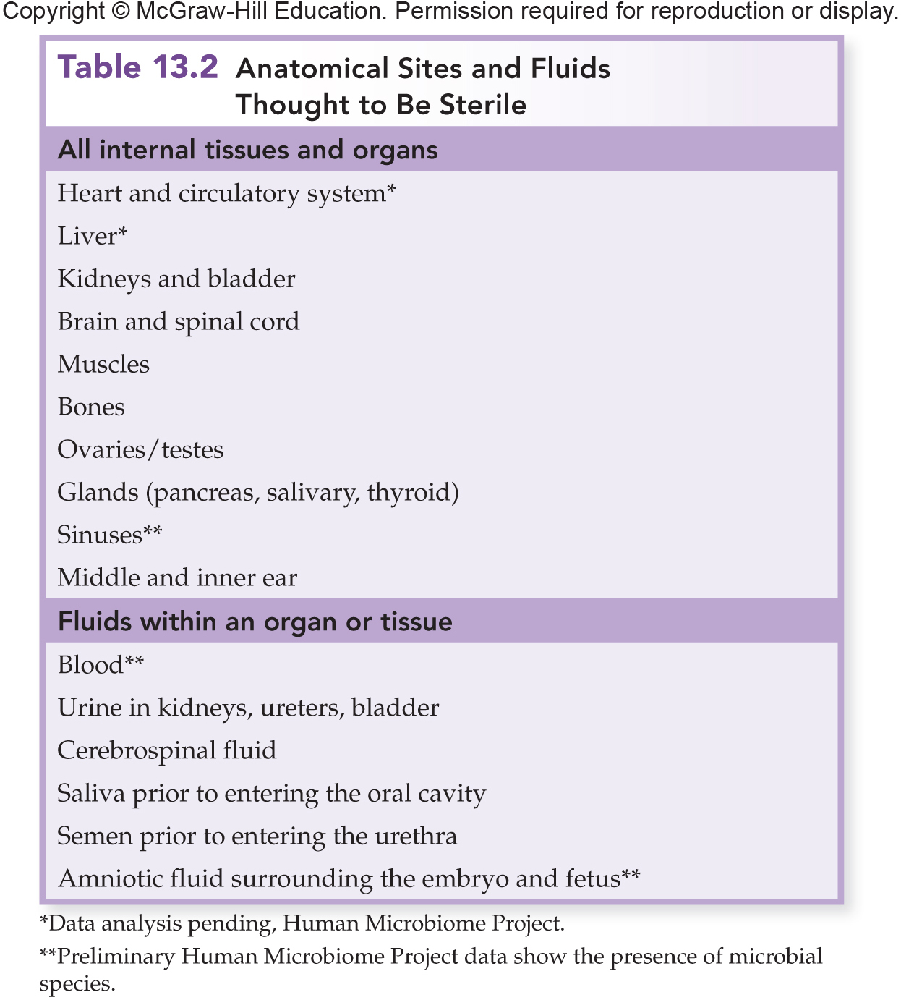 Copyright © McGraw-Hill Education. Permission required for reproduction or display.
Table 13.2 Anatomical Sites and Fluids
Thought to Be Sterile
All internal tissues and organs
Heart and circulatory system*
Liver*
Kidneys and bladder
Brain and spinal cord
Muscles
Bones
Ovaries/testes
Glands (pancreas, salivary, thyroid)
Sinuses**
Middle and inner ear
Fluids within an organ or tissue
Blood**
Urine in kidneys, ureters, bladder
Cerebrospinal fluid
Saliva prior to entering the oral cavity
Semen prior to entering the urethra
Amniotic fluid surrounding the embryo and fetus**
*Data analysis pending, Human Microbiome Project.
**Preliminary Human Microbiome Project data show the presence of microbial
species.